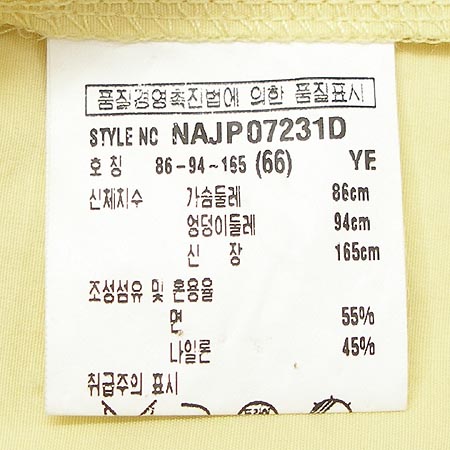 품질경영촉진법에 의한 품질표시
STYLE NO NAJP07231D
호칭 86-94~165 (66) YE
신체치수 가슴둘레 86cm
엉덩이둘레 94cm
신 장 165cm
조성섬유 및 혼용율
면 55%
나일론 45%
취급주의 표시